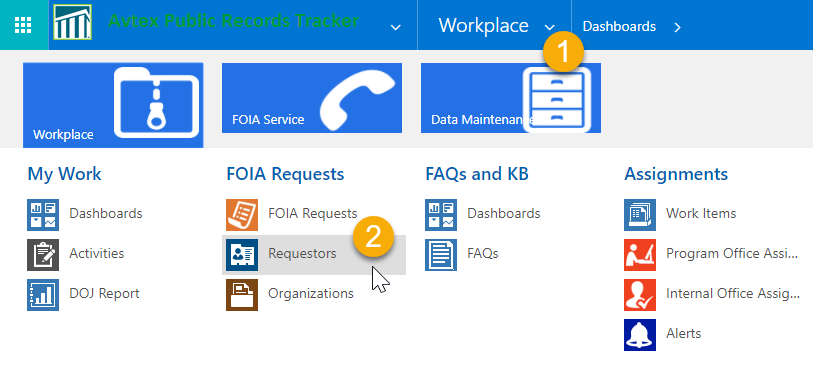 Avtex Public Records Tracker
Workplace
Dashboards
1
Workplace
FOIA Service
Data Maintenance
My Work
FOIA Requests
FAQs and KB
Assignments
Dashboards
FOIA Requests
Dashboards
Work Items
2
Activities
Requestors
FAQs
Program Office Assi...
DOJ Report
Organizations
Internal Office Assig...
Alerts